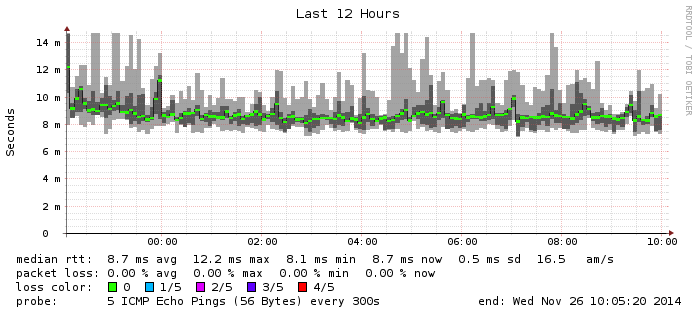 Last 12 Hours
RRDTOOL / TOBI OETIKER
Seconds
14 m
12 m
10 m
8 m
6 m
4 m
2 m
0
00:00 02:00 04:00 06:00 08:00 10:00
median rtt: 8.7 ms avg 12.2 ms max 8.1 ms min 8.7 ms now 0.5 ms sd 16.5 am/s
packet loss: 0.00 % avg 0.00 % max 0.00 % min 0.00 % now
loss color: 0 1/5 2/5 3/5 4/5
probe: 5 ICMP Echo Pings (56 Bytes) every 300s end: Wed Nov 26 10:05:20 2014